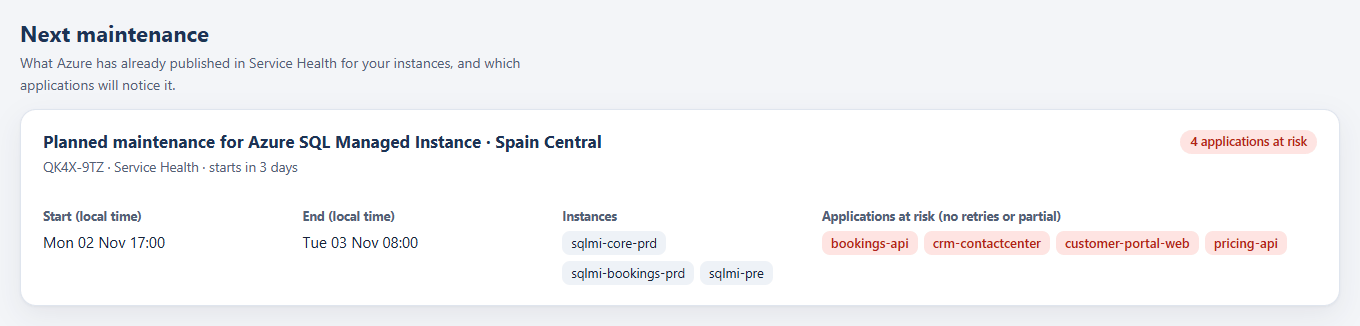 Next maintenance
What Azure has already published in Service Health for your instances, and which
applications will notice it.
Planned maintenance for Azure SQL Managed Instance · Spain Central
4 applications at risk
QK4X-9TZ · Service Health · starts in 3 days
Start (local time)
Mon 02 Nov 17:00
End (local time)
Tue 03 Nov 08:00
Instances
sqlmi-core-prd
sqlmi-bookings-prd sqlmi-pre
Applications at risk (no retries or partial)
bookings-api crm-contactcenter customer-portal-web pricing-api